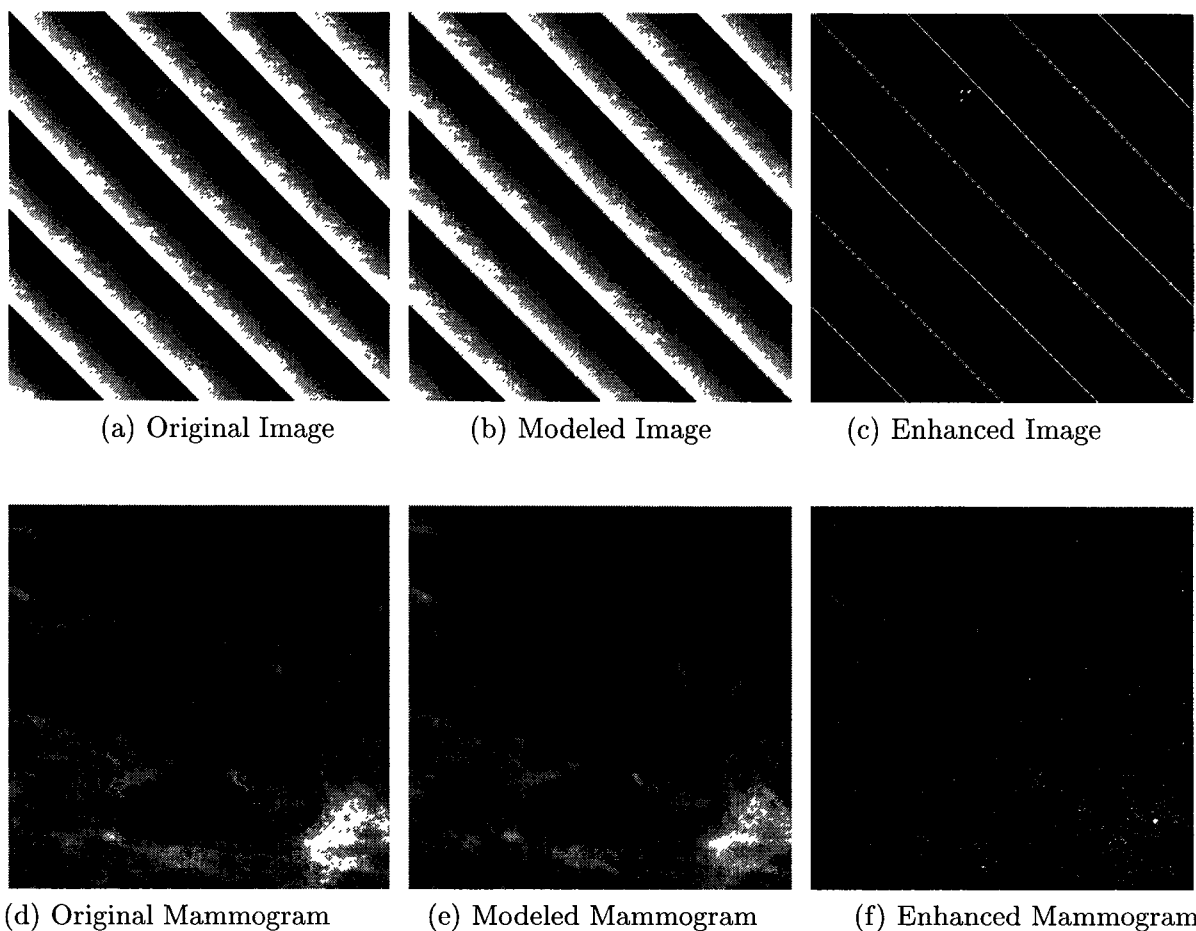 (a) Original Image
(b) Modeled Image
(c) Enhanced Image
(d) Original Mammogram
(e) Modeled Mammogram
(f) Enhanced Mammogram